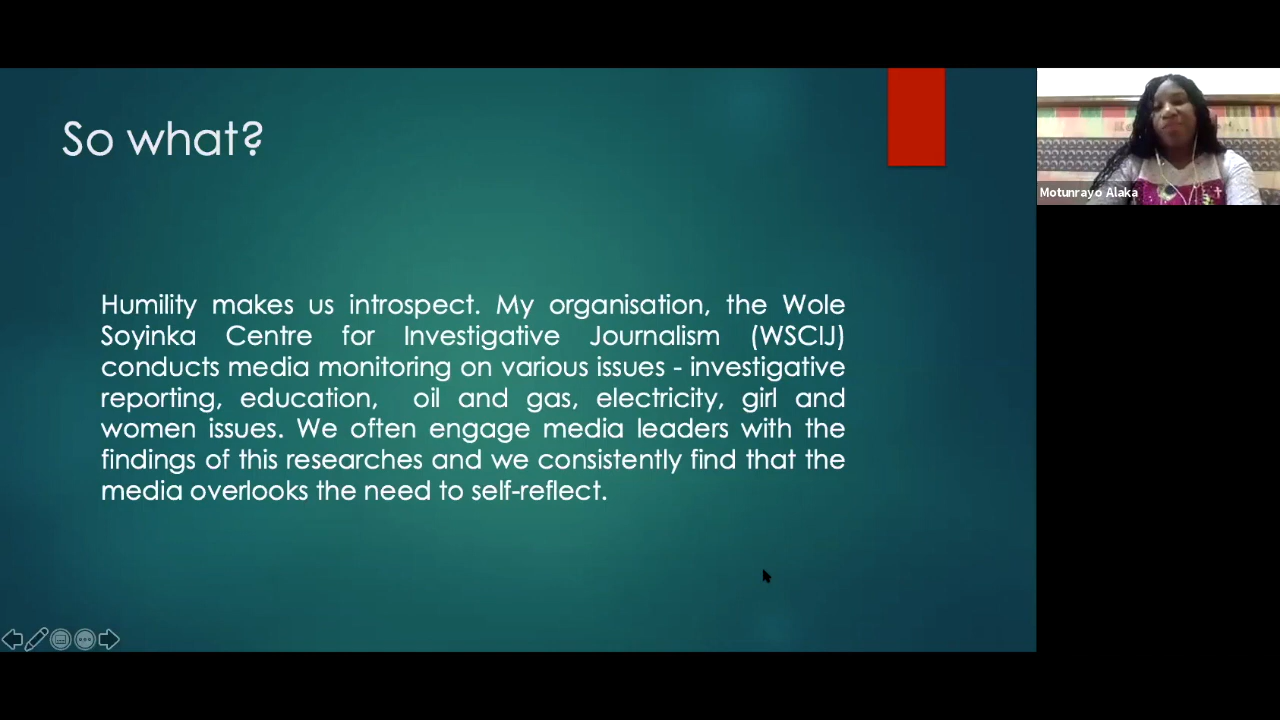 So what?
Humility makes us introspect. My organisation, the Wole
Soyinka Centre for Investigative Journalism (WSCIJ)
conducts media monitoring on various issues - investigative
reporting, education, oil and gas, electricity, girl and
women issues. We often engage media leaders with the
findings of this researches and we consistently find that the
media overlooks the need to self-reflect.
Motunrayo Alaka